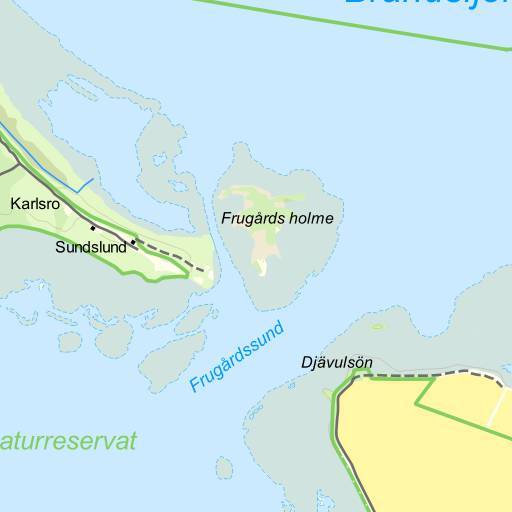 Karlsro
Frugårds holme
Sundslund
Frugårdssund
Djävulsön
aturreservat